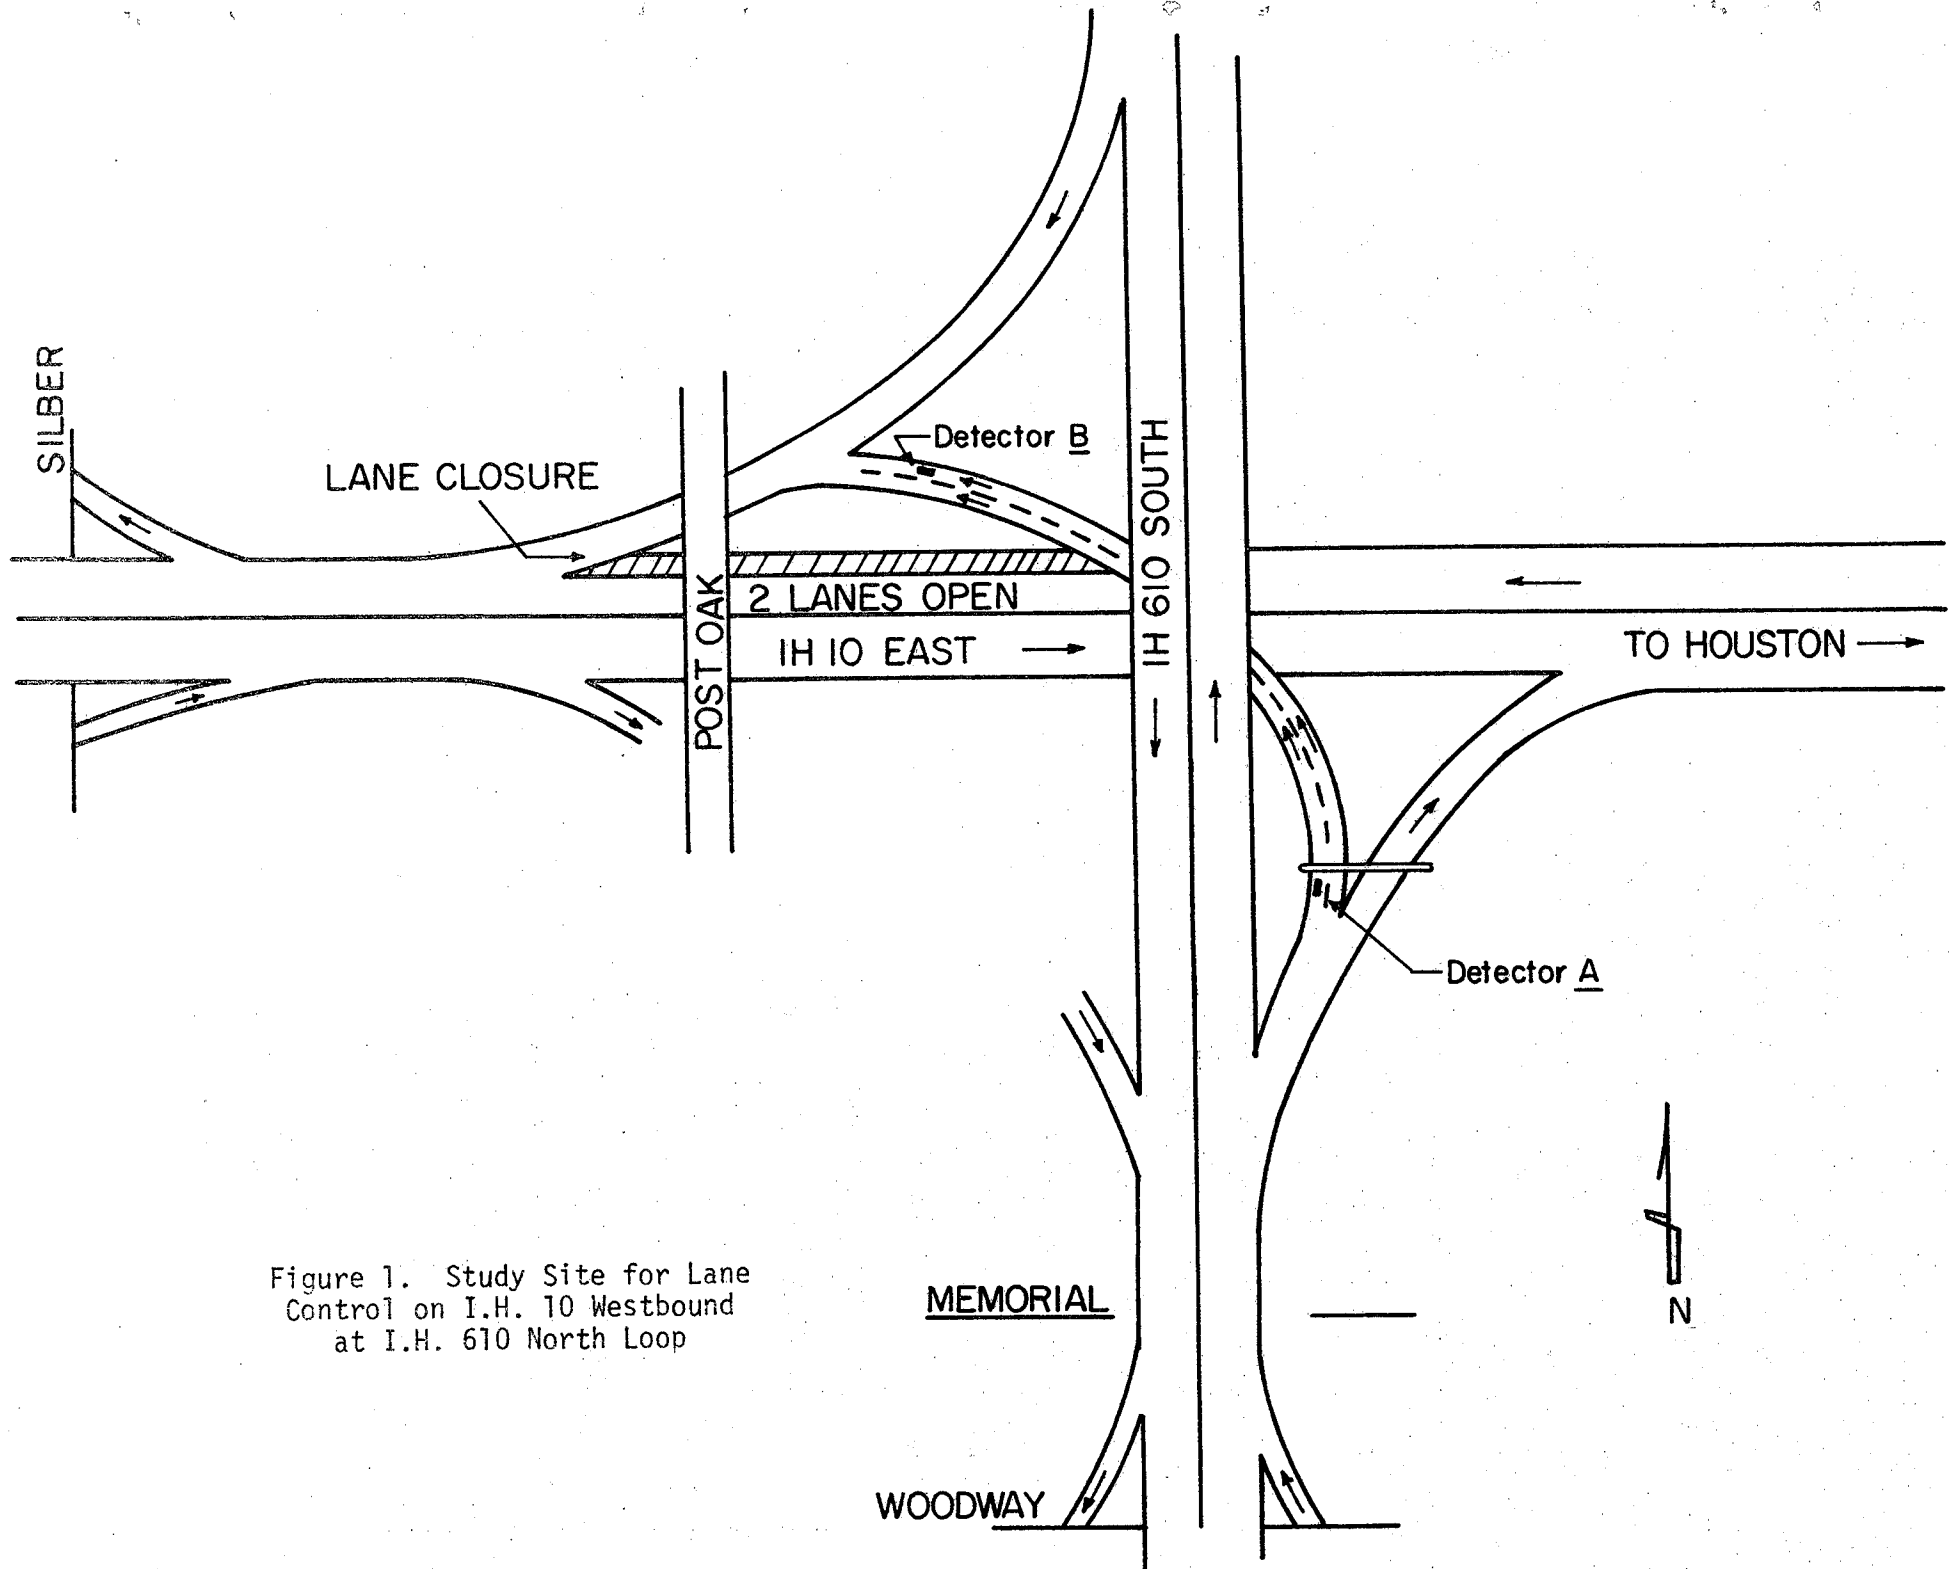 SILBER
LANE CLOSURE
Detector B
IH 610 SOUTH
2 LANES OPEN
IH 10 EAST
TO HOUSTON
POST OAK
Detector A
MEMORIAL
N
WOODWAY
Figure 1. Study Site for Lane
Control on I.H. 10 Westbound
at I.H. 610 North Loop